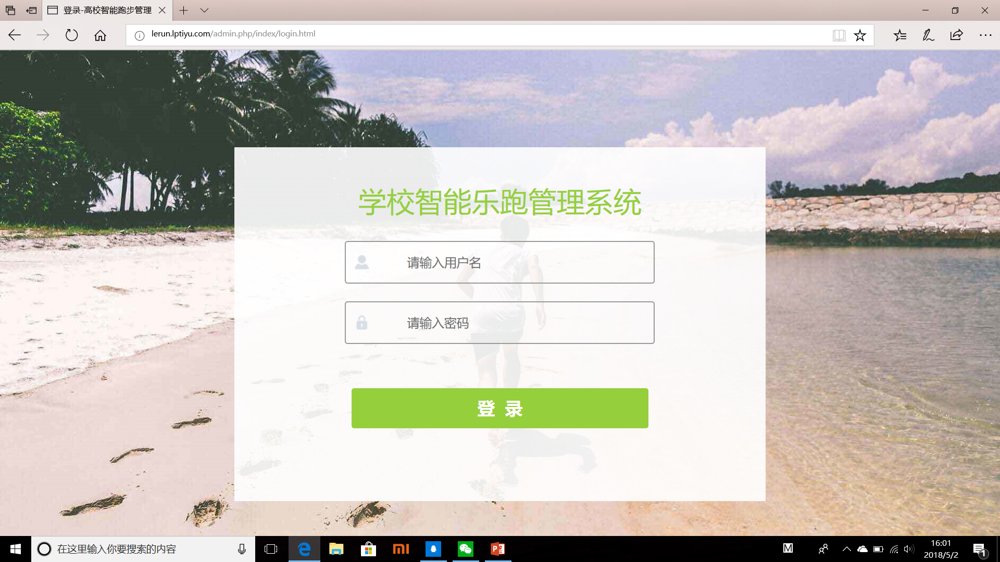 登录-高校智能跑步管理
lerun.lptiyu.com/admin.php/index/login.html
学校智能乐跑管理系统
请输入用户名
请输入密码
登 录
在这里输入你要搜索的内容
mi
P
M
16:01
2018/5/2
1